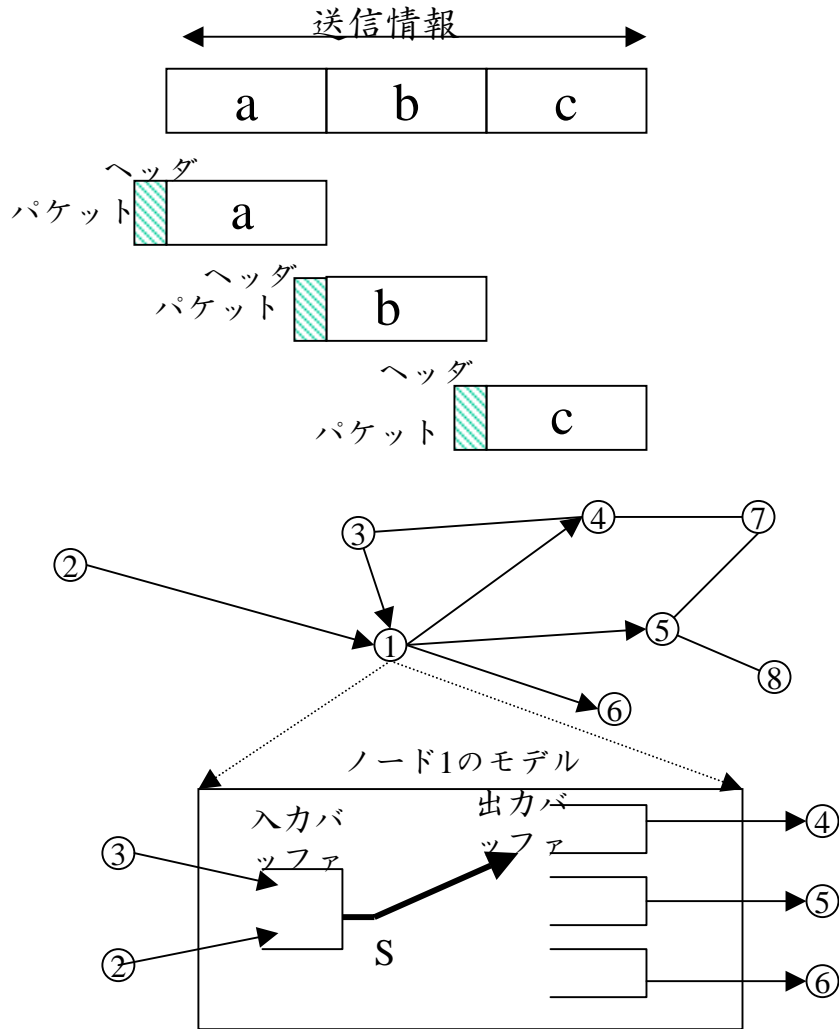 送信情報
a b c
ヘッダ
パケット a
ヘッダ
パケット b
ヘッダ
パケット c
③ ④ ⑦
②
① ⑤
⑧
⑥
ノード1のモデル
入力バ
ッファ
出力バ
ッファ
④
③
⑤
②
S
⑥